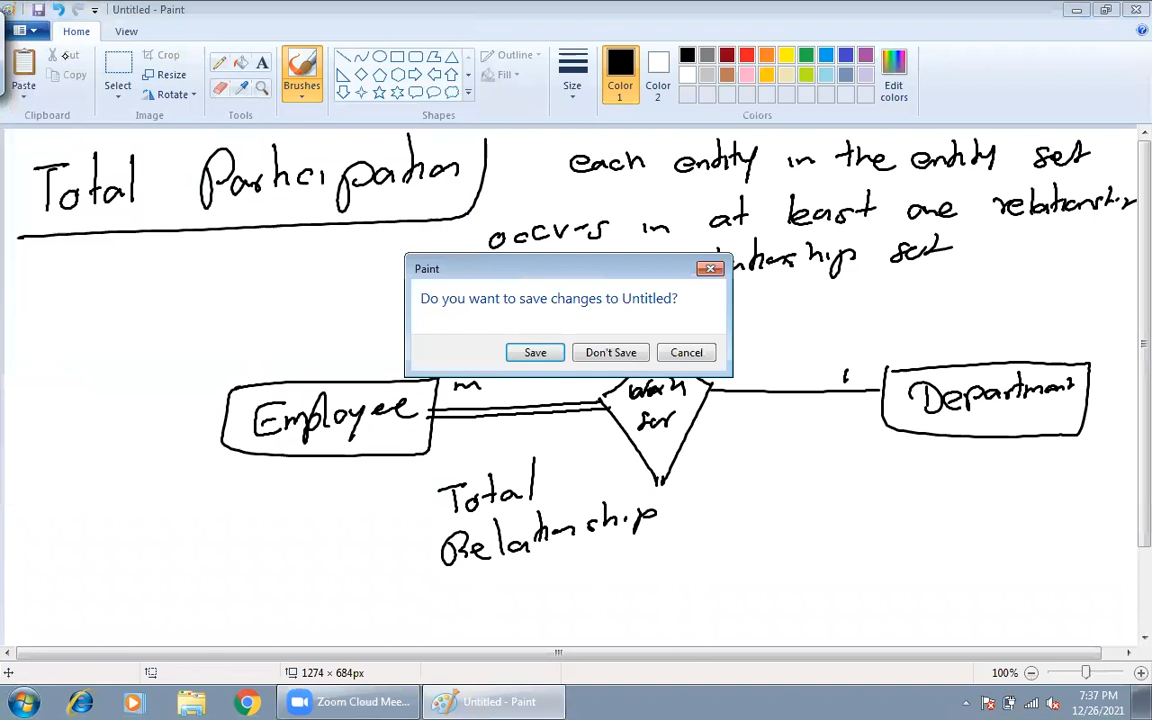 Untitled - Paint
Home View
Paste Cut Copy Clipboard
Select Crop Resize Rotate Image
Tools
Brushes
Outline Fill Shapes
Size
Color 1
Color 2
Edit colors
Colors
Total Participation
each entity in the entity set
occurs in at least one relationship
set
Paint
Do you want to save changes to Untitled?
Save Don't Save Cancel
Employee m 1 Department
Total
Relationship
1274 × 684px 100%
Zoom Cloud Mee... Untitled - Paint 7:37 PM
12/26/2021